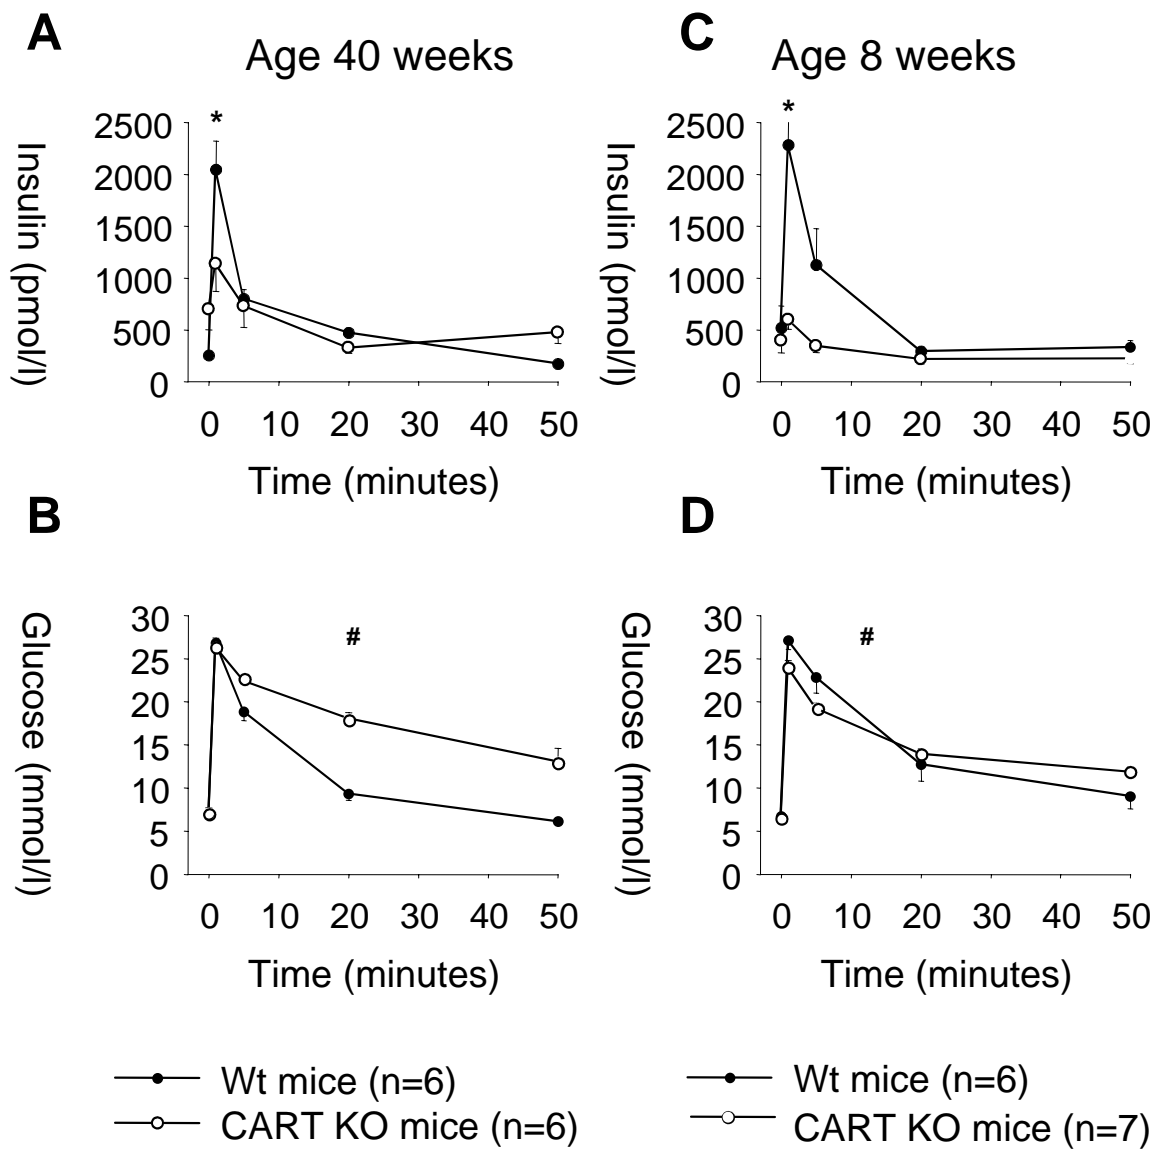 A
Age 40 weeks
Insulin (pmol/l)
2500
2000
1500
1000
500
0
*
0 10 20 30 40 50
Time (minutes)
C
Age 8 weeks
Insulin (pmol/l)
2500
2000
1500
1000
500
0
*
0 10 20 30 40 50
Time (minutes)
B
Glucose (mmol/l)
30
25
20
15
10
5
0
#
0 10 20 30 40 50
Time (minutes)
D
Glucose (mmol/l)
30
25
20
15
10
5
0
#
0 10 20 30 40 50
Time (minutes)
Wt mice (n=6)
CART KO mice (n=6)
Wt mice (n=6)
CART KO mice (n=7)